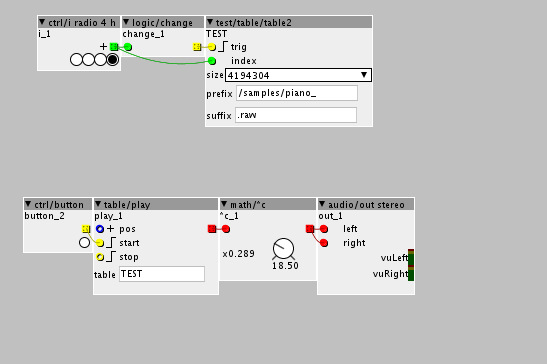 ctrl/i radio 4 h
i_1
+
logic/change
change_1
test/table/table2
TEST
trig
index
size 4194304
prefix /samples/piano_
suffix .raw
ctrl/button
button_2
table/play
play_1
+ pos
start
stop
table TEST
math/*c
*c_1
x0.289
18.50
audio/out stereo
out_1
left
right
vuLeft
vuRight